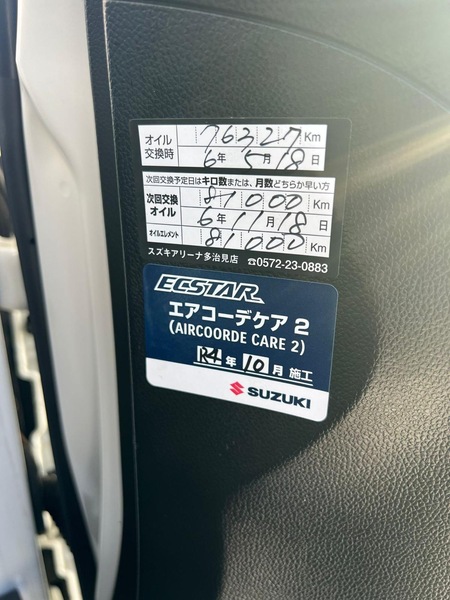 オイル交換時 76327 Km
6年5月18日
次回交換予定日はキロ数または、月数どちらか早い方
次回交換オイル 81000 Km
6年11月18日
オイルエレメント 81000 Km
スズキアリーナ多治見店 ☎0572-23-0883
ECSTAR
エアコーデケア 2
(AIRCOORDE CARE 2)
R4年10月 施工
SUZUKI